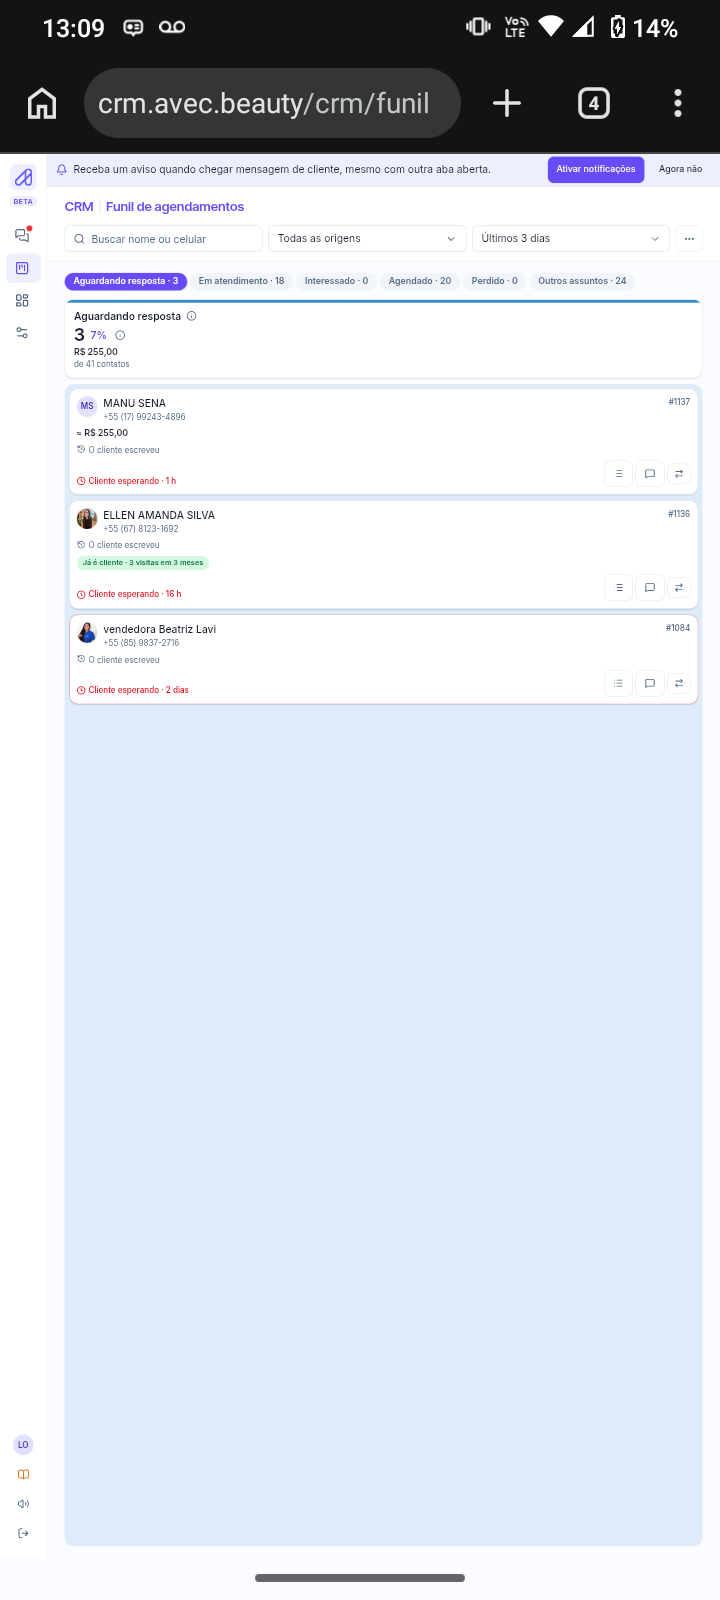 13:09
Vo LTE
14%
crm.avec.beauty/crm/funil
4
Receba um aviso quando chegar mensagem de cliente, mesmo com outra aba aberta.
Ativar notificações
Agora não
BETA
CRM | Funil de agendamentos
Buscar nome ou celular
Todas as origens
Últimos 3 dias
Aguardando resposta · 3
Em atendimento · 18
Interessado · 0
Agendado · 20
Perdido · 0
Outros assuntos · 24
Aguardando resposta
3 7%
R$ 255,00
de 41 contatos
MS
MANU SENA
#1137
+55 (17) 99243-4896
≈ R$ 255,00
O cliente escreveu
Cliente esperando · 1 h
ELLEN AMANDA SILVA
#1136
+55 (67) 8123-1692
O cliente escreveu
Já é cliente · 3 visitas em 3 meses
Cliente esperando · 16 h
vendedora Beatriz Lavi
#1084
+55 (85) 9837-2716
O cliente escreveu
Cliente esperando · 2 dias
LO